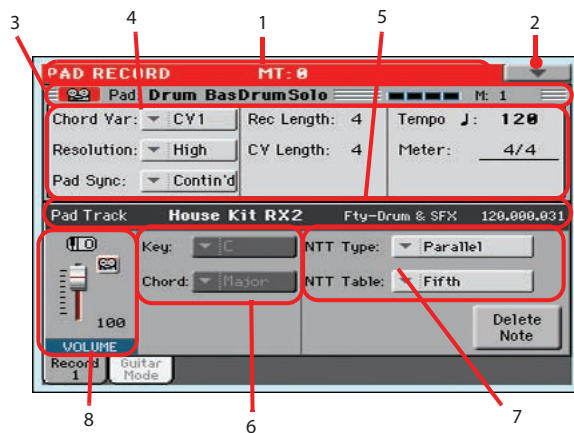 3 4 1 5 2
PAD RECORD MT:0
Pad: Drum BasDrumSolo M: 1
Chord Var: CV1 Rec Length: 4 Tempo ♩: 120
Resolution: High CV Length: 4 Meter: 4/4
Pad Sync: Contin'd
Pad Track House Kit RX2 Fty-Drum & SFX 120.000.031
Key: C NTT Type: Parallel
Chord: Major NTT Table: Fifth
100
Delete
Note
VOLUME
Record
1
Guitar
Mode
8 6 7